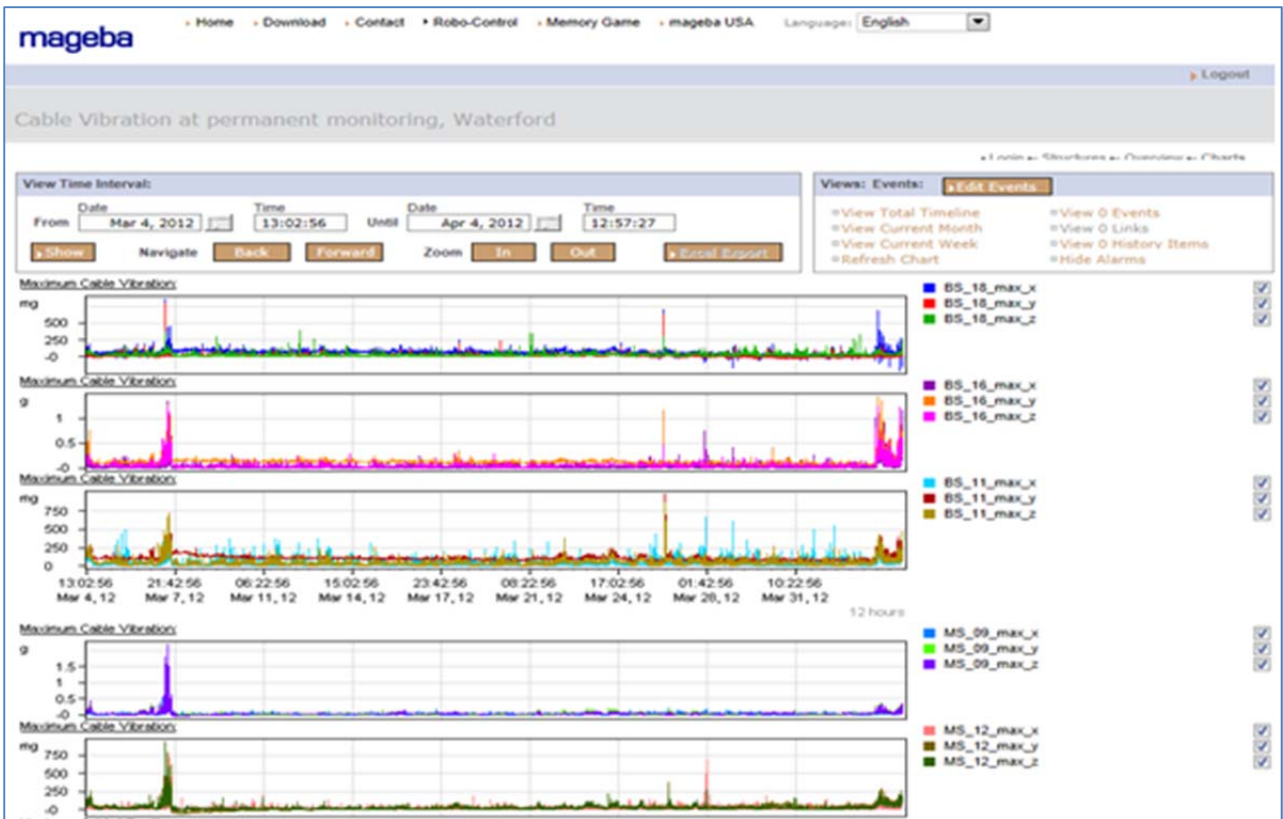 Home Download Contact Robo-Control Memory Game mageba USA Language: English
mageba
Logout
Cable Vibration at permanent monitoring, Waterford
Login Structures Overview Charts
View Time Interval:
Date Time Date Time
From Mar 4, 2012 13:02:56 Until Apr 4, 2012 12:57:27
Show Navigate Back Forward Zoom In Out Excel Export
Views: Events: Edit Events
View Total Timeline View 0 Events
View Current Month View 0 Links
View Current Week View 0 History Items
Refresh Chart Hide Alarms
Maximum Cable Vibration:
mg
500
250
-0
BS_18_max_x
BS_18_max_y
BS_18_max_z
Maximum Cable Vibration:
g
1
0.5
-0
BS_16_max_x
BS_16_max_y
BS_16_max_z
Maximum Cable Vibration:
mg
750
500
250
0
BS_11_max_x
BS_11_max_y
BS_11_max_z
13:02:56 21:42:56 06:22:56 15:02:56 23:42:56 08:22:56 17:02:56 01:42:56 10:22:56
Mar 4, 12 Mar 7, 12 Mar 11, 12 Mar 14, 12 Mar 17, 12 Mar 21, 12 Mar 24, 12 Mar 28, 12 Mar 31, 12
12 hours
Maximum Cable Vibration:
g
1.5
1
0.5
-0
MS_09_max_x
MS_09_max_y
MS_09_max_z
Maximum Cable Vibration:
mg
750
500
250
-0
MS_12_max_x
MS_12_max_y
MS_12_max_z